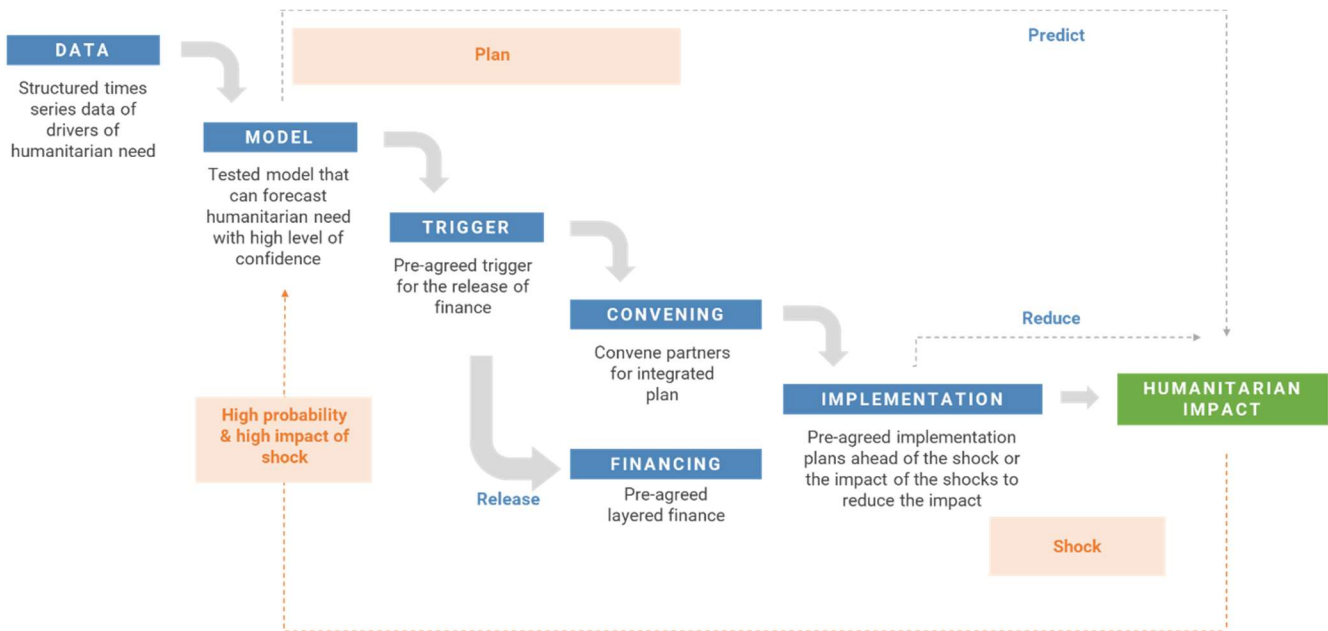 Plan
Predict
DATA
Structured times
series data of
drivers of
humanitarian need
MODEL
Tested model that
can forecast
humanitarian need
with high level of
confidence
TRIGGER
Pre-agreed trigger
for the release of
finance
CONVENING
Convene partners
for integrated
plan
Reduce
IMPLEMENTATION
Pre-agreed implementation
plans ahead of the shock or
the impact of the shocks to
reduce the impact
HUMANITARIAN
IMPACT
High probability
& high impact of
shock
Release
FINANCING
Pre-agreed
layered finance
Shock